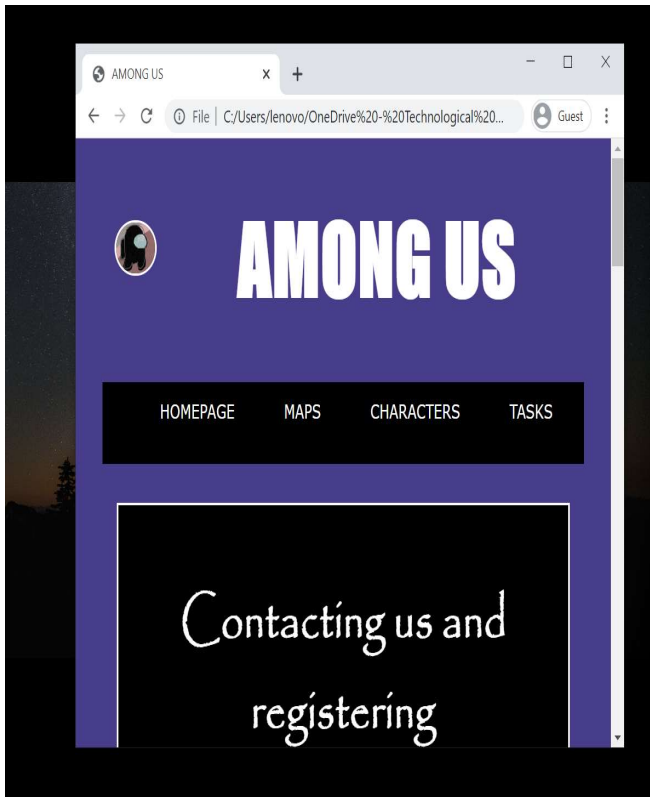 AMONG US
File | C:/Users/lenovo/OneDrive%20-%20Technological%20... Guest
AMONG US
HOMEPAGE MAPS CHARACTERS TASKS
Contacting us and
registering